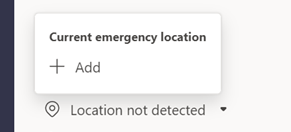 Current emergency location
Add
Location not detected